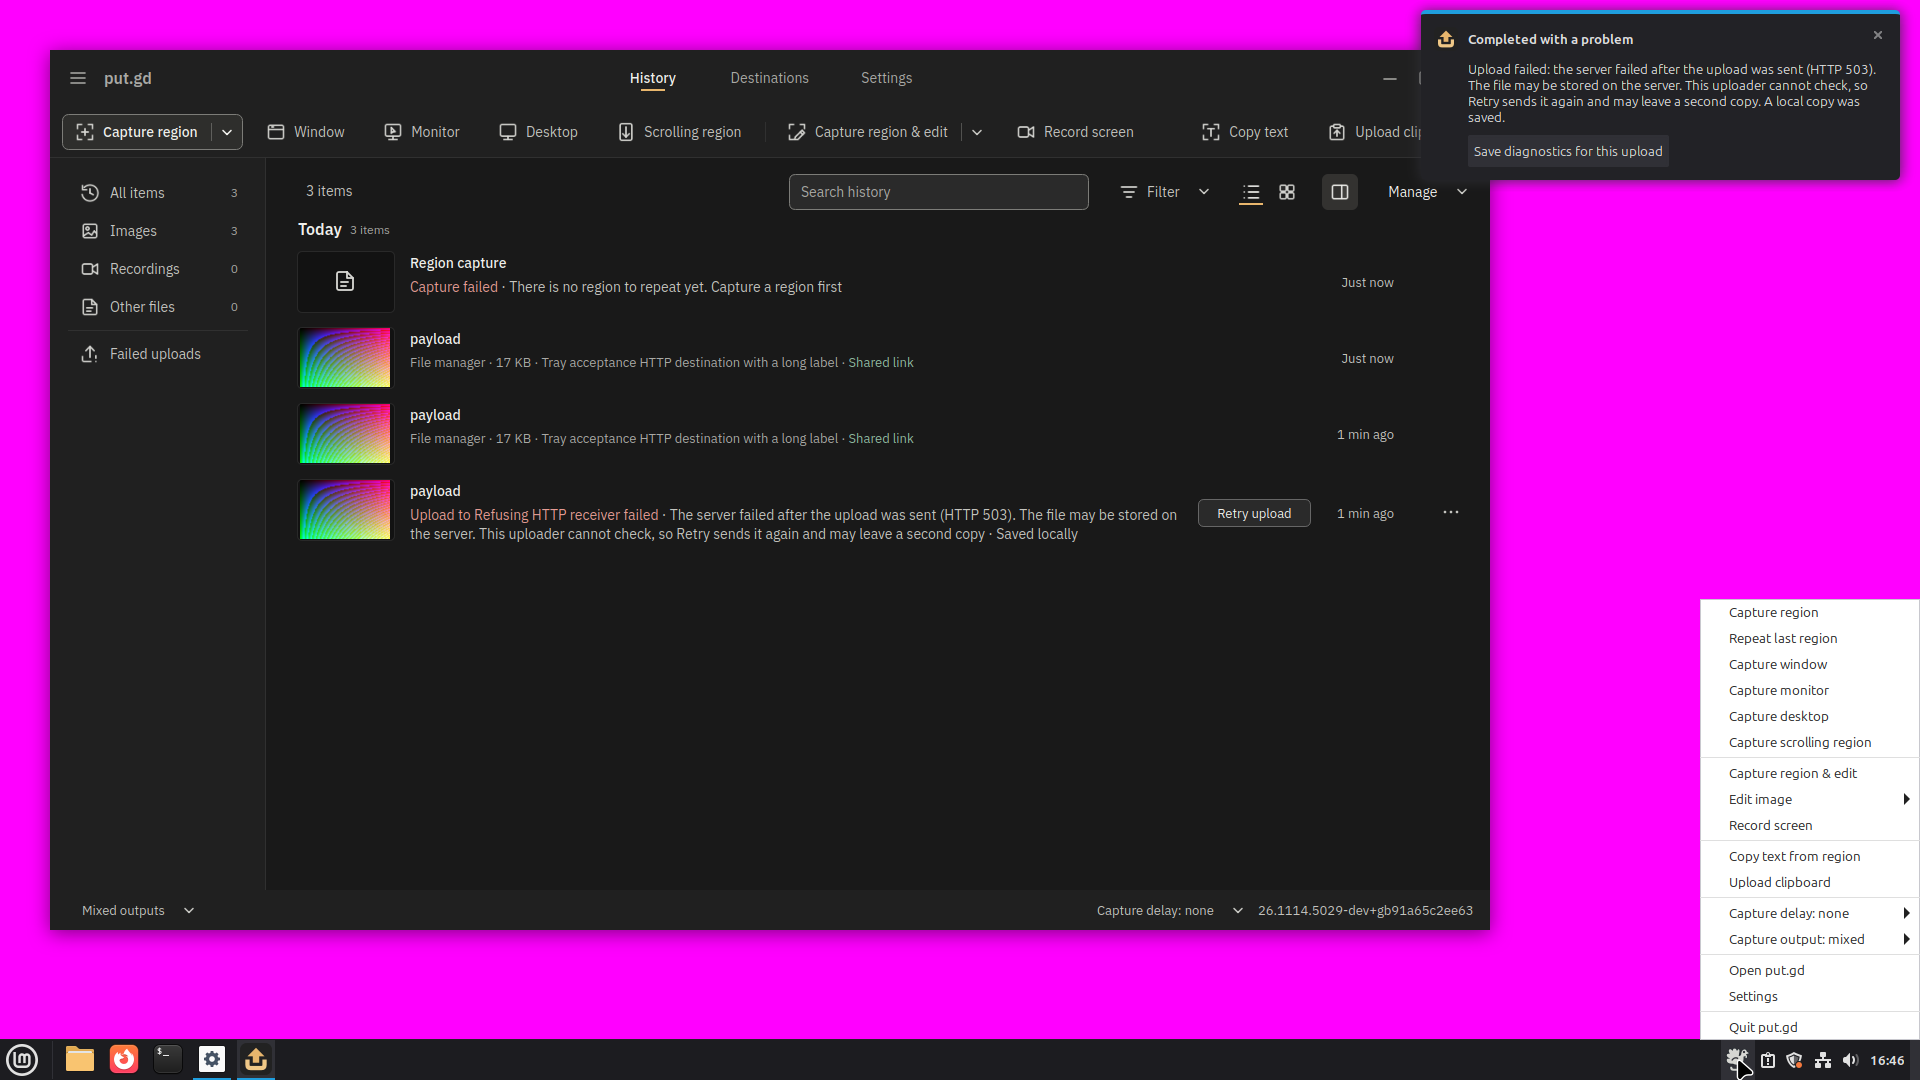 put.gd
History
Destinations
Settings
Capture region
Window
Monitor
Desktop
Scrolling region
Capture region & edit
Record screen
Copy text
Upload cli
Completed with a problem
Upload failed: the server failed after the upload was sent (HTTP 503).
The file may be stored on the server. This uploader cannot check, so
Retry sends it again and may leave a second copy. A local copy was
saved.
Save diagnostics for this upload
All items 3
Images 3
Recordings 0
Other files 0
Failed uploads
3 items
Search history
Filter
Manage
Today 3 items
Region capture
Capture failed · There is no region to repeat yet. Capture a region first
Just now
payload
File manager · 17 KB · Tray acceptance HTTP destination with a long label · Shared link
Just now
payload
File manager · 17 KB · Tray acceptance HTTP destination with a long label · Shared link
1 min ago
payload
Upload to Refusing HTTP receiver failed · The server failed after the upload was sent (HTTP 503). The file may be stored on
the server. This uploader cannot check, so Retry sends it again and may leave a second copy · Saved locally
Retry upload
1 min ago
Mixed outputs
Capture delay: none
26.1114.5029-dev+gb91a65c2ee63
Capture region
Repeat last region
Capture window
Capture monitor
Capture desktop
Capture scrolling region
Capture region & edit
Edit image
Record screen
Copy text from region
Upload clipboard
Capture delay: none
Capture output: mixed
Open put.gd
Settings
Quit put.gd
16:46